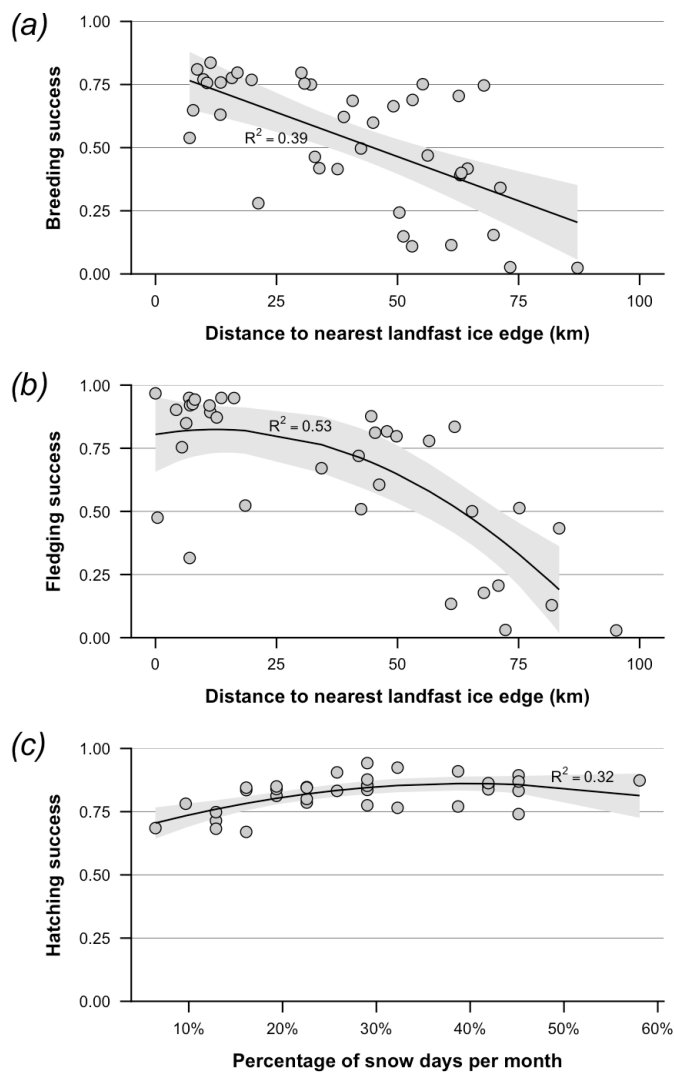 (a)
1.00
0.75
0.50
0.25
0.00
Breeding success
R² = 0.39
0 25 50 75 100
Distance to nearest landfast ice edge (km)
(b)
1.00
0.75
0.50
0.25
0.00
Fledging success
R² = 0.53
0 25 50 75 100
Distance to nearest landfast ice edge (km)
(c)
1.00
0.75
0.50
0.25
0.00
Hatching success
R² = 0.32
10% 20% 30% 40% 50% 60%
Percentage of snow days per month